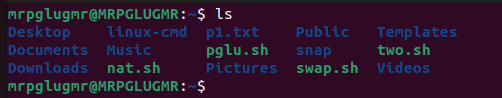 mrpglugmr@MRPGLUGMR:~$ ls
Desktop linux-cmd p1.txt Public Templates
Documents Music pglu.sh snap two.sh
Downloads nat.sh Pictures swap.sh Videos
mrpglugmr@MRPGLUGMR:~$